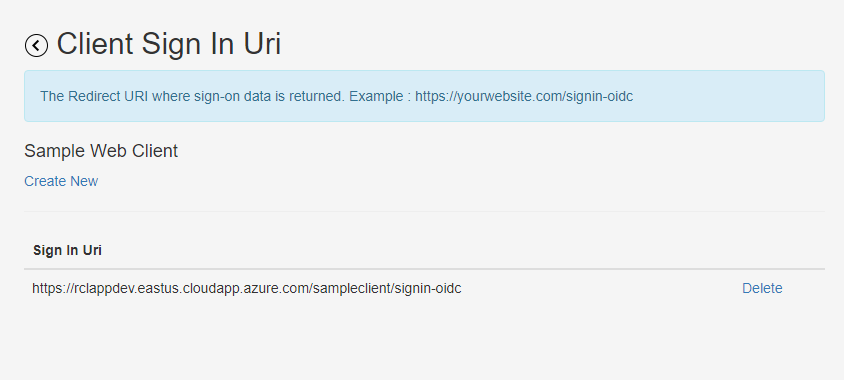 Client Sign In Uri
The Redirect URI where sign-on data is returned. Example : https://yourwebsite.com/signin-oidc
Sample Web Client
Create New
Sign In Uri
https://rclappdev.eastus.cloudapp.azure.com/sampleclient/signin-oidc Delete